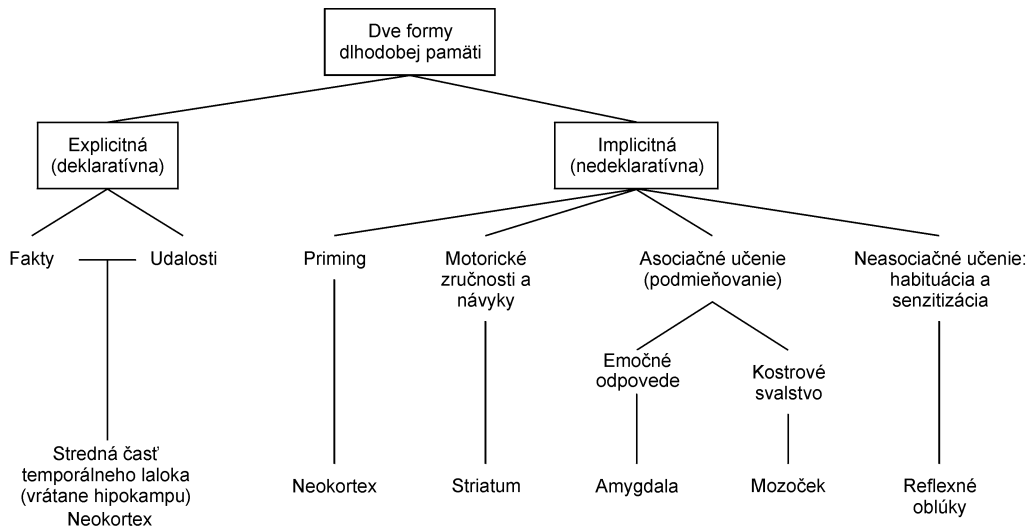 Dve formy
dlhodobej pamäti
Explicitná
(deklaratívna)
Implicitná
(nedeklaratívna)
Fakty
Udalosti
Priming
Motorické
zručnosti a
návyky
Asociačné učenie
(podmieňovanie)
Neasociačné učenie:
habituácia a
senzitizácia
Emočné
odpovede
Kostrové
svalstvo
Stredná časť
temporálneho laloka
(vrátane hipokampu)
Neokortex
Neokortex
Striatum
Amygdala
Mozoček
Reflexné
oblúky